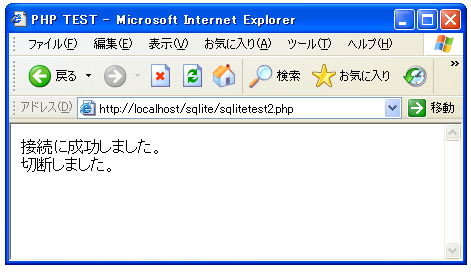 PHP TEST - Microsoft Internet Explorer
ファイル(F) 編集(E) 表示(V) お気に入り(A) ツール(T) ヘルプ(H)
戻る 検索 お気に入り »
アドレス(D) http://localhost/sqlite/sqlitetest2.php 移動
接続に成功しました。
切断しました。